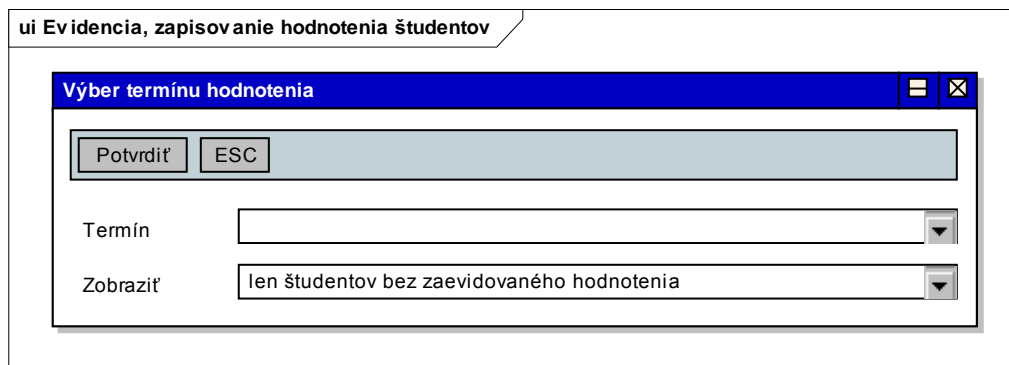 ui Evidencia, zapisovanie hodnotenia študentov
Výber termínu hodnotenia
Potvrdiť ESC
Termín
Zobraziť len študentov bez zaevidovaného hodnotenia